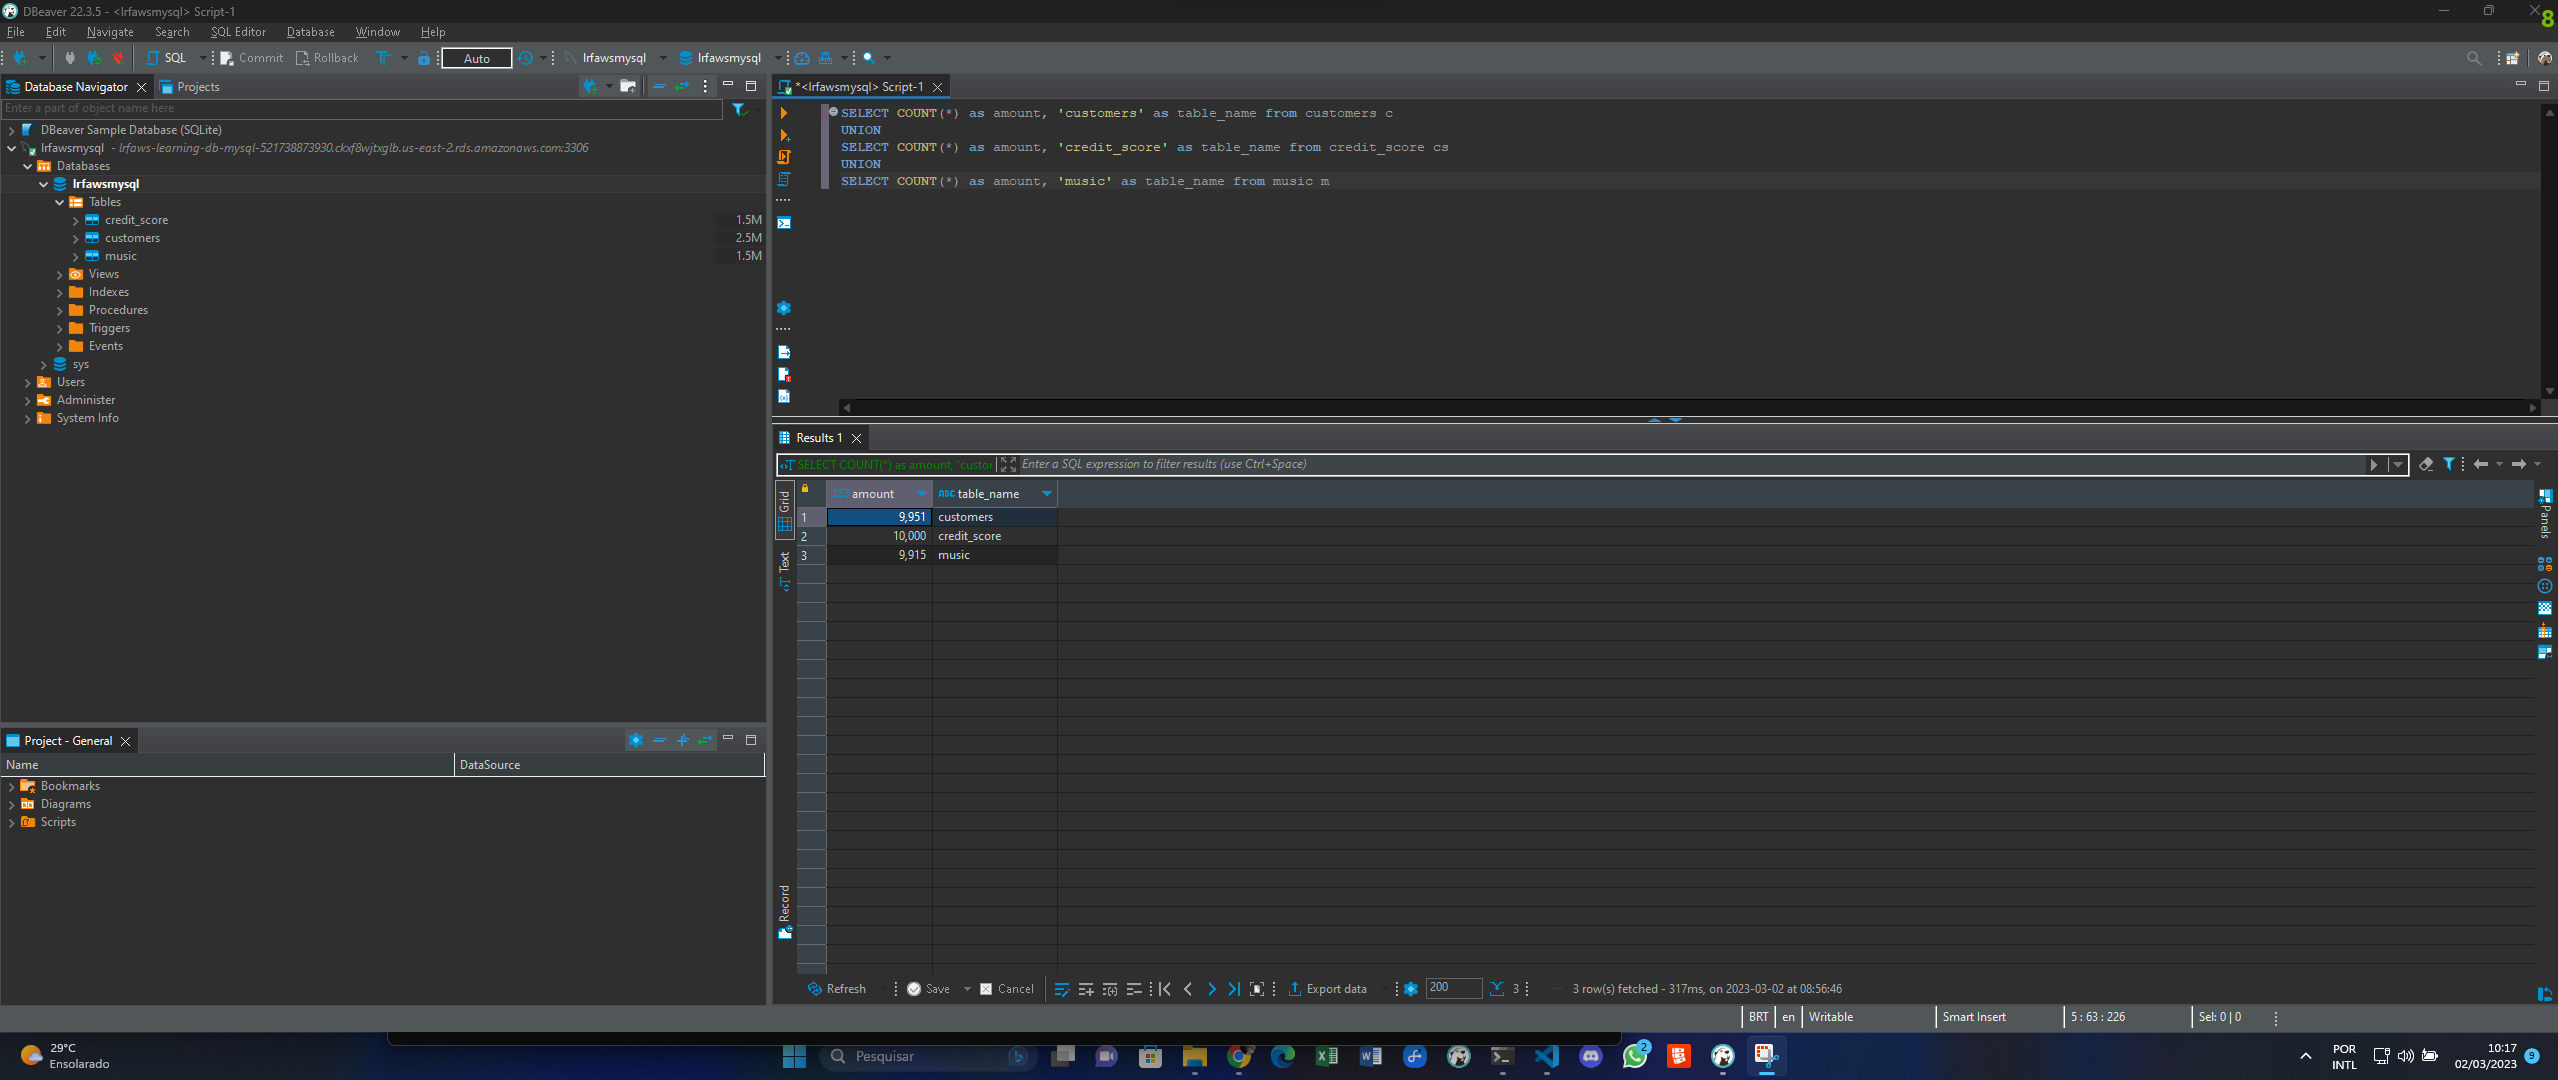 DBeaver 22.3.5 - <lrfawsmysql> Script-1
8
File Edit Navigate Search SQL Editor Database Window Help
SQL Commit Rollback Auto lrfawsmysql lrfawsmysql
Database Navigator Projects
Enter a part of object name here
DBeaver Sample Database (SQLite)
lrfawsmysql - lrfaws-learning-db-mysql-521738873930.ckxf8wjtxglb.us-east-2.rds.amazonaws.com:3306
Databases
lrfawsmysql
Tables
credit_score 1.5M
customers 2.5M
music 1.5M
Views
Indexes
Procedures
Triggers
Events
sys
Users
Administer
System Info
Project - General
Name DataSource
Bookmarks
Diagrams
Scripts
*<lrfawsmysql> Script-1
SELECT COUNT(*) as amount, 'customers' as table_name from customers c
UNION
SELECT COUNT(*) as amount, 'credit_score' as table_name from credit_score cs
UNION
SELECT COUNT(*) as amount, 'music' as table_name from music m
Results 1
SELECT COUNT(*) as amount, 'custor Enter a SQL expression to filter results (use Ctrl+Space)
Grid
Text
Record
Panels
123 amount ABC table_name
1 9,951 customers
2 10,000 credit_score
3 9,915 music
Refresh Save Cancel Export data 200 3 3 row(s) fetched - 317ms, on 2023-03-02 at 08:56:46
BRT en Writable Smart Insert 5 : 63 : 226 Sel: 0 | 0
29°C
Ensolarado
Pesquisar
2
POR
INTL
10:17
02/03/2023
9